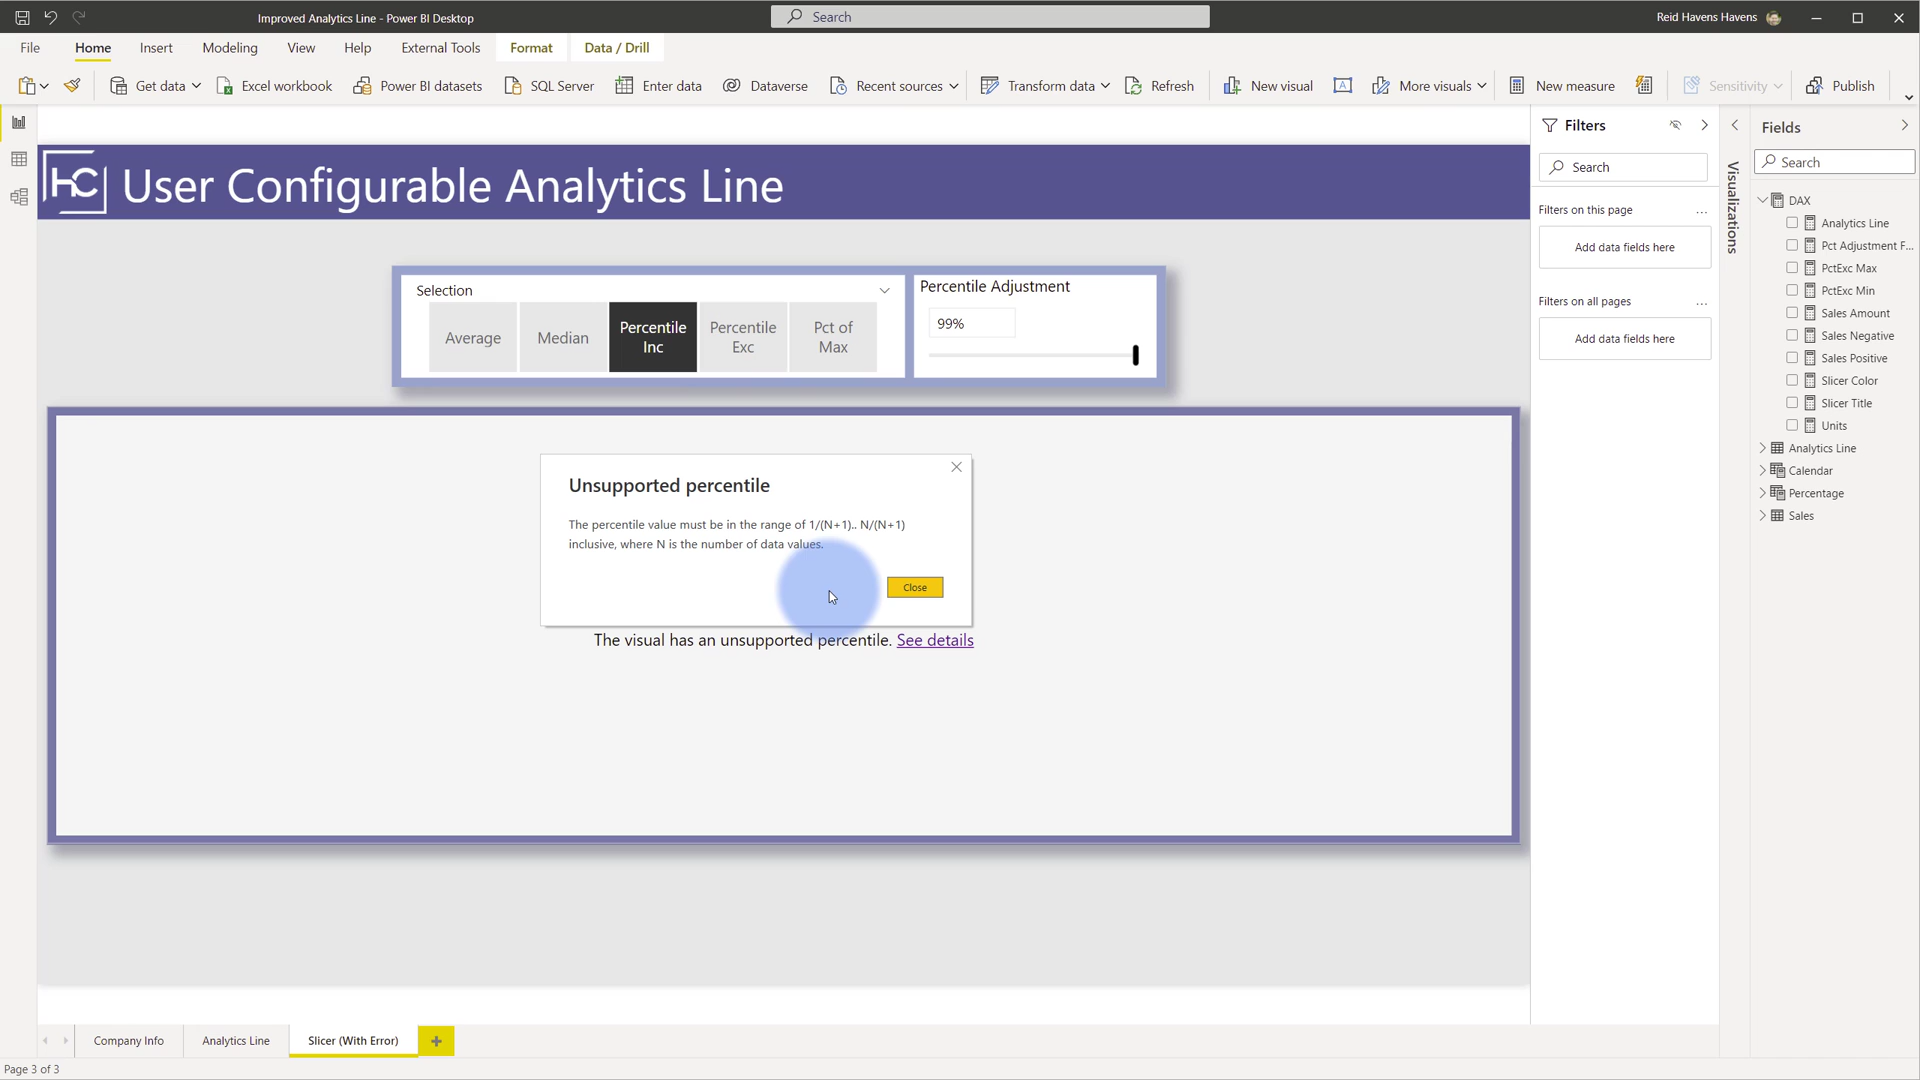 Improved Analytics Line - Power BI Desktop
Search
Reid Havens Havens
File
Home
Insert
Modeling
View
Help
External Tools
Format
Data / Drill
Get data
Excel workbook
Power BI datasets
SQL Server
Enter data
Dataverse
Recent sources
Transform data
Refresh
New visual
More visuals
New measure
Sensitivity
Publish
HC
User Configurable Analytics Line
Selection
Average
Median
Percentile
Inc
Percentile
Exc
Pct of
Max
Percentile Adjustment
99%
Unsupported percentile
The percentile value must be in the range of 1/(N+1).. N/(N+1)
inclusive, where N is the number of data values.
Close
The visual has an unsupported percentile. See details
Filters
Search
Filters on this page
...
Add data fields here
Filters on all pages
...
Add data fields here
Visualizations
Fields
Search
DAX
Analytics Line
Pct Adjustment F...
PctExc Max
PctExc Min
Sales Amount
Sales Negative
Sales Positive
Slicer Color
Slicer Title
Units
Analytics Line
Calendar
Percentage
Sales
Company Info
Analytics Line
Slicer (With Error)
+
Page 3 of 3